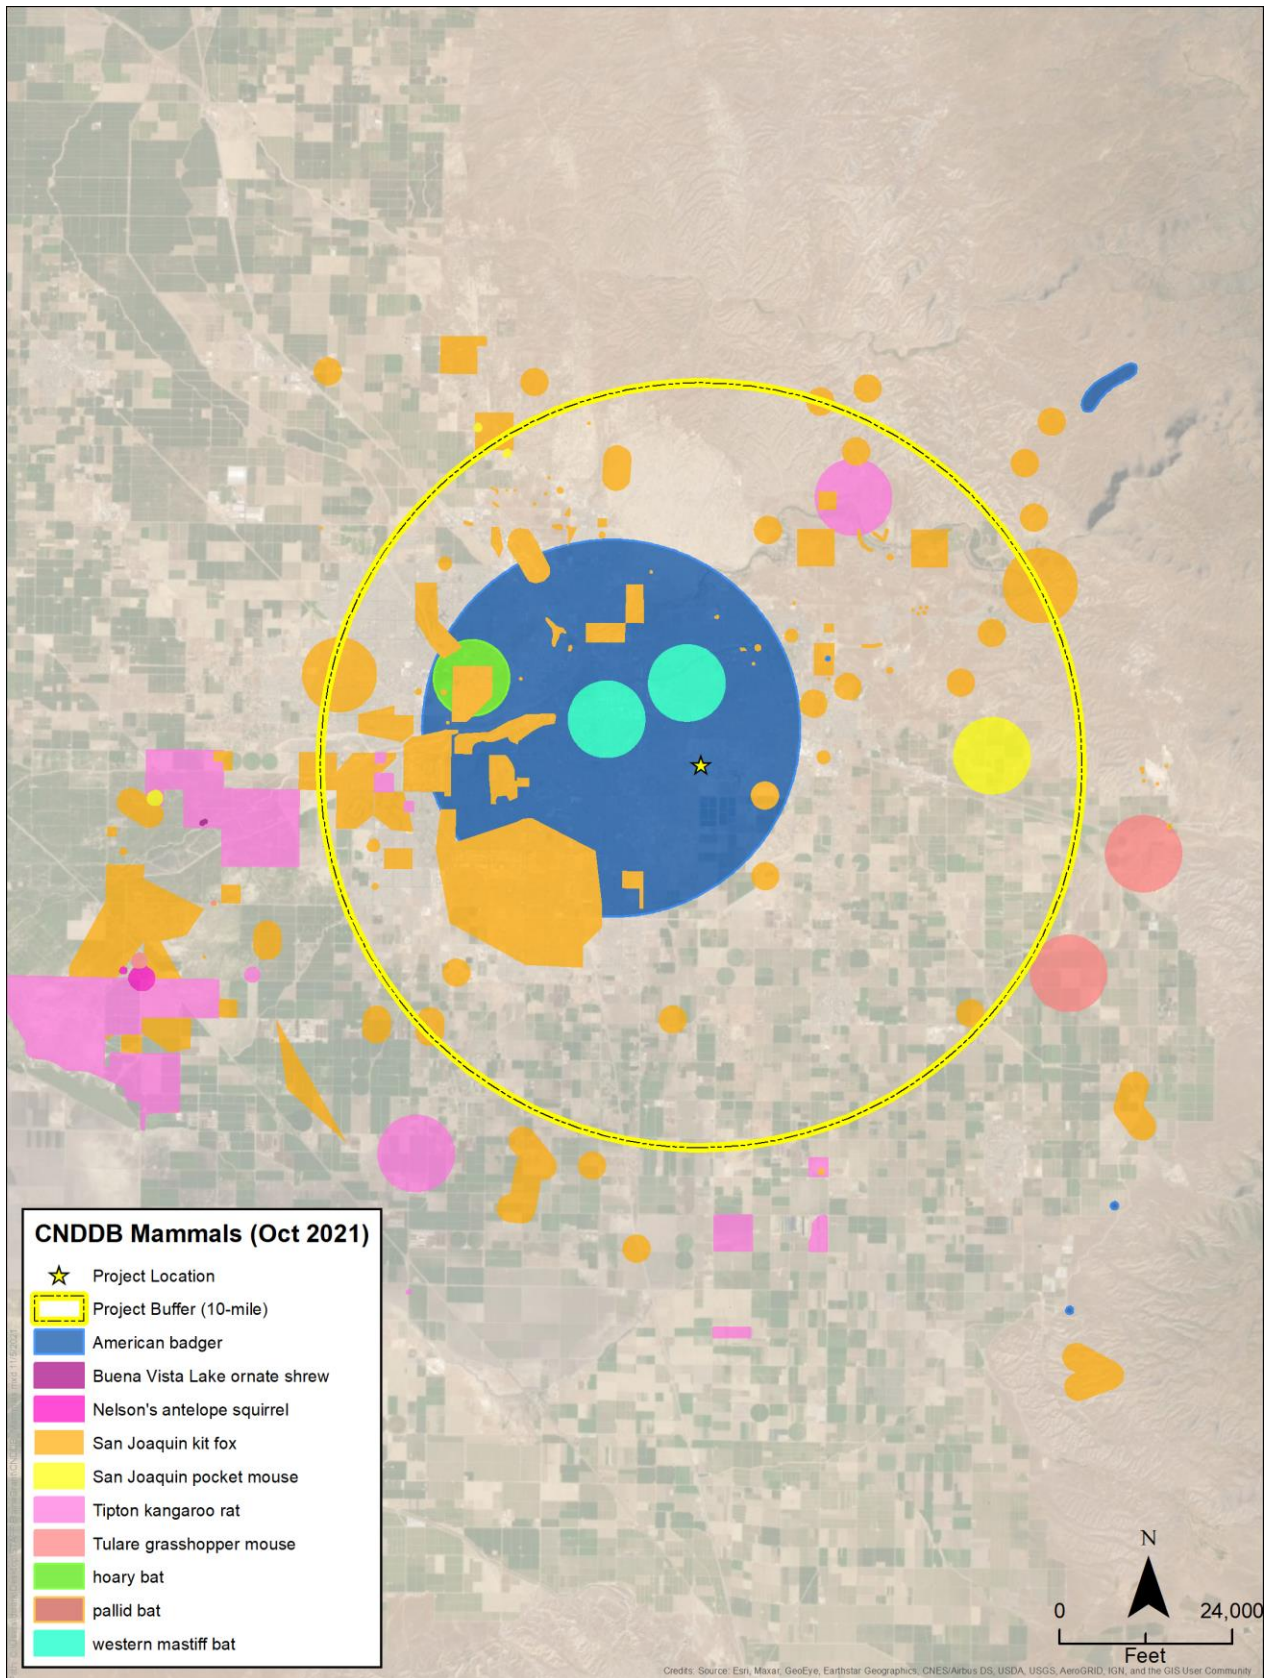 CNDDB Mammals (Oct 2021)
Project Location
Project Buffer (10-mile)
American badger
Buena Vista Lake ornate shrew
Nelson's antelope squirrel
San Joaquin kit fox
San Joaquin pocket mouse
Tipton kangaroo rat
Tulare grasshopper mouse
hoary bat
pallid bat
western mastiff bat
N
0 24,000
Feet
Credits: Source: Esri, Maxar, GeoEye, Earthstar Geographics, CNES/Airbus DS, USDA, USGS, AeroGRID, IGN, and the GIS User Community